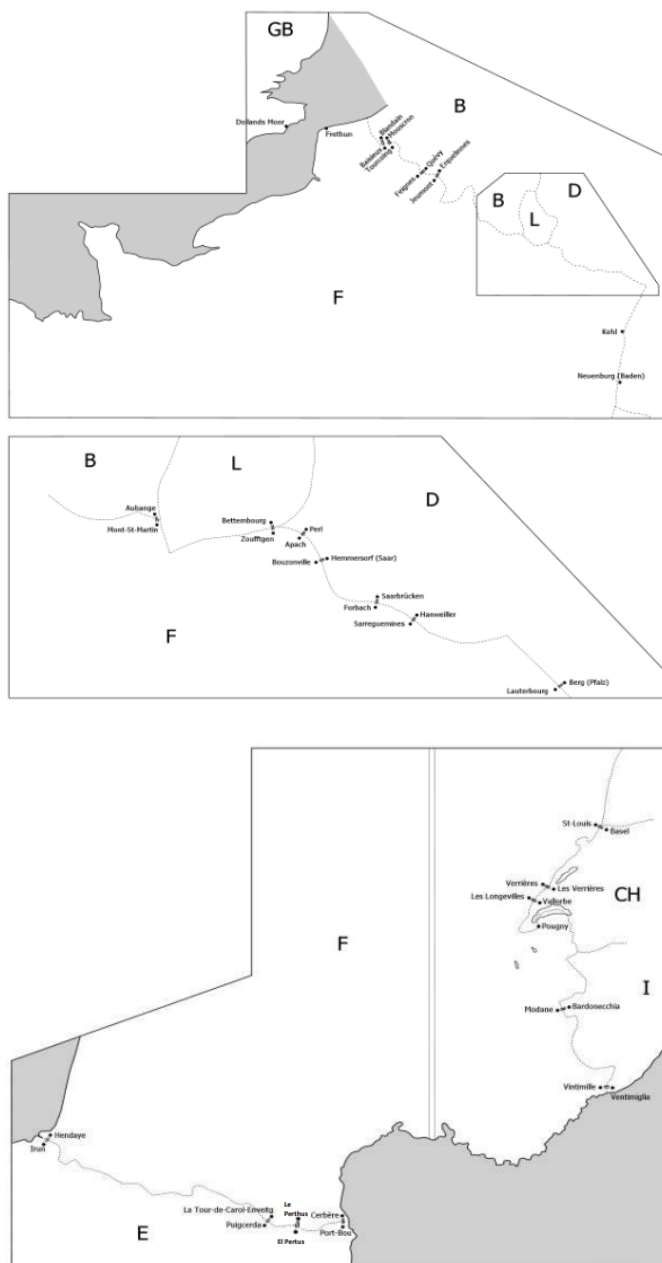 GB
B
Dollands Moor
Frethun
Blandain
Mouscron
Baisieux
Tourcoing
Quévy
Erquelinnes
Feignes
Jeumont
B
D
L
F
Kehl
Neuenburg (Baden)
B
L
D
Aubange
Mont-St-Martin
Bettembourg
Zoufftgen
Perl
Apach
Bouzonville
Hemmersorf (Saar)
Saarbrücken
Forbach
Hanweiller
Sarreguemines
F
Berg (Pfalz)
Lauterbourg
St-Louis
Basel
Verrières
Les Verrières
Les Longevilles
Vallorbe
CH
Pougny
F
I
Modane
Bardonecchia
Vintimille
Ventimiglia
Hendaye
Irun
La Tour-de-Carol-Enveitg
Puigcerda
Le
Perthus
El Pertus
Cerbère
Port-Bou
E